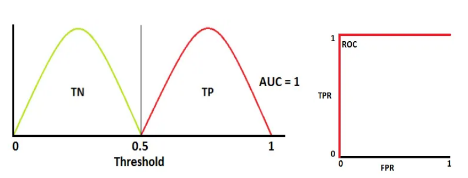 TN
TP
AUC = 1
0
0.5
1
Threshold
1
ROC
TPR
0
0
1
FPR